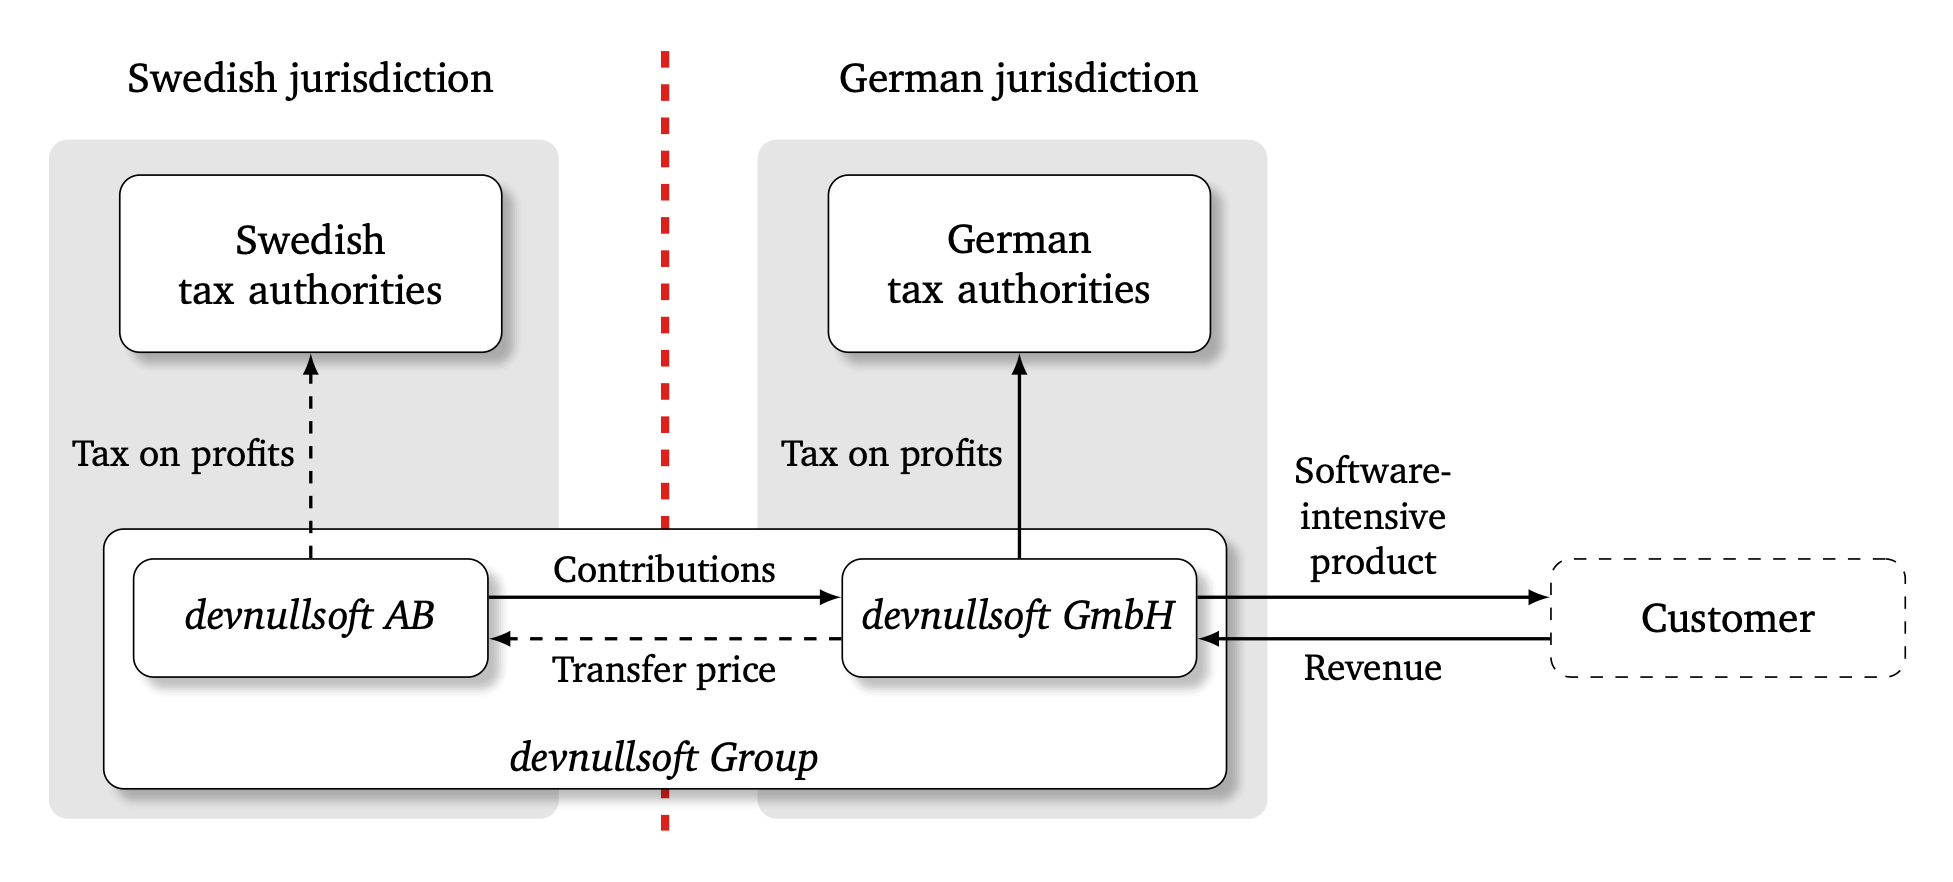 Swedish jurisdiction
German jurisdiction
Swedish
tax authorities
German
tax authorities
Tax on profits
Tax on profits
Software-
intensive
product
Contributions
devnullsoft AB
devnullsoft GmbH
Customer
Transfer price
Revenue
devnullsoft Group